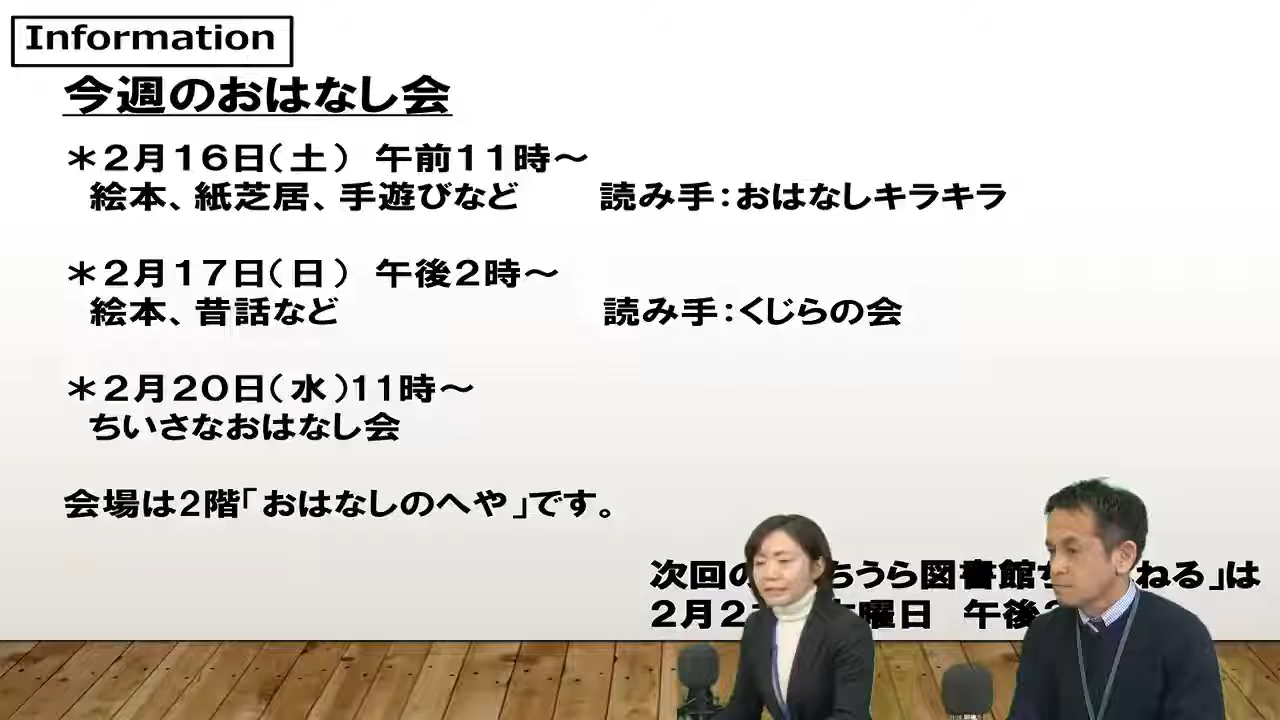 Information
今週のおはなし会
＊２月１６日（土）　午前１１時～
絵本、紙芝居、手遊びなど　　　読み手：おはなしキラキラ
＊２月１７日（日）　午後２時～
絵本、昔話など　　　読み手：くじらの会
＊２月２０日（水）11時～
ちいさなおはなし会
会場は２階「おはなしのへや」です。
次回の ちうら図書館 ねる」は
２月２ 曜日　午後